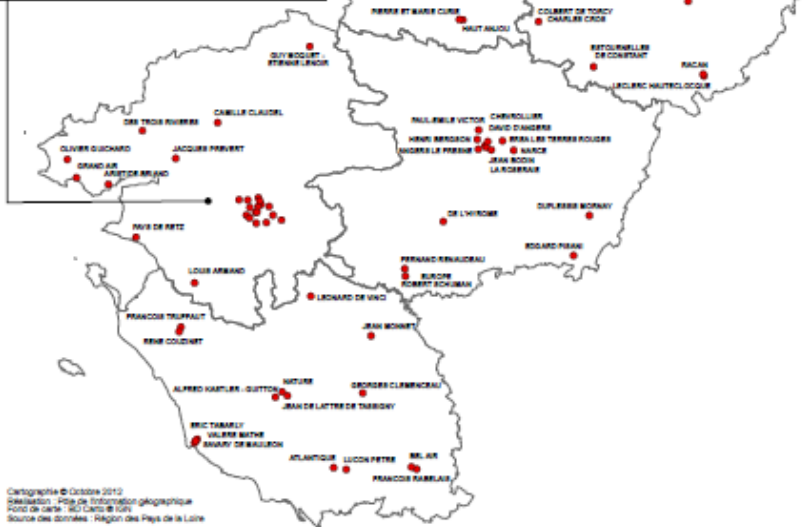 PIERRE ET MARIE CURIE
HAUT ANJOU
COLBERT DE TORCY
CHARLES CROS
ESTOURNELLES
DE CONSTANT
RACAN
LECLERC HAUTECLOCQUE
GUY MOQUET -
ETIENNE LENOIR
CAMILLE CLAUDEL
DES TROIS RIVIERES
OLIVIER GUICHARD
JACQUES PREVERT
GRAND AIR
ARISTIDE BRIAND
PAUL-EMILE VICTOR
CHEVROLLIER
DAVID D'ANGERS
HENRI BERGSON
LES TERRES ROUGES
ANGERS LE FRESNE
NARCE
JEAN BODIN
LA ROSERAIE
DE L'HYROME
DUPLESSIS MORNAY
PAYS DE RETZ
EDGARD PISANI
LOUIS ARMAND
FERNAND RENAUDEAU
EUROPE
ROBERT SCHUMAN
LEONARD DE VINCI
FRANCOIS TRUFFAUT
RENE COUZINET
JEAN MONNET
NATURE
ALFRED KASTLER - GUITTON
GEORGES CLEMENCEAU
JEAN DE LATTRE DE TASSIGNY
ERIC TABARLY
VALERE MATHE
SAVARY DE MAULEON
ATLANTIQUE
LUCON PETRE
BEL AIR
FRANCOIS RABELAIS
Cartographie © Octobre 2012
Réalisation : Pôle de l'information géographique
Fond de carte : BD Carto © IGN
Source des données : Région des Pays de la Loire